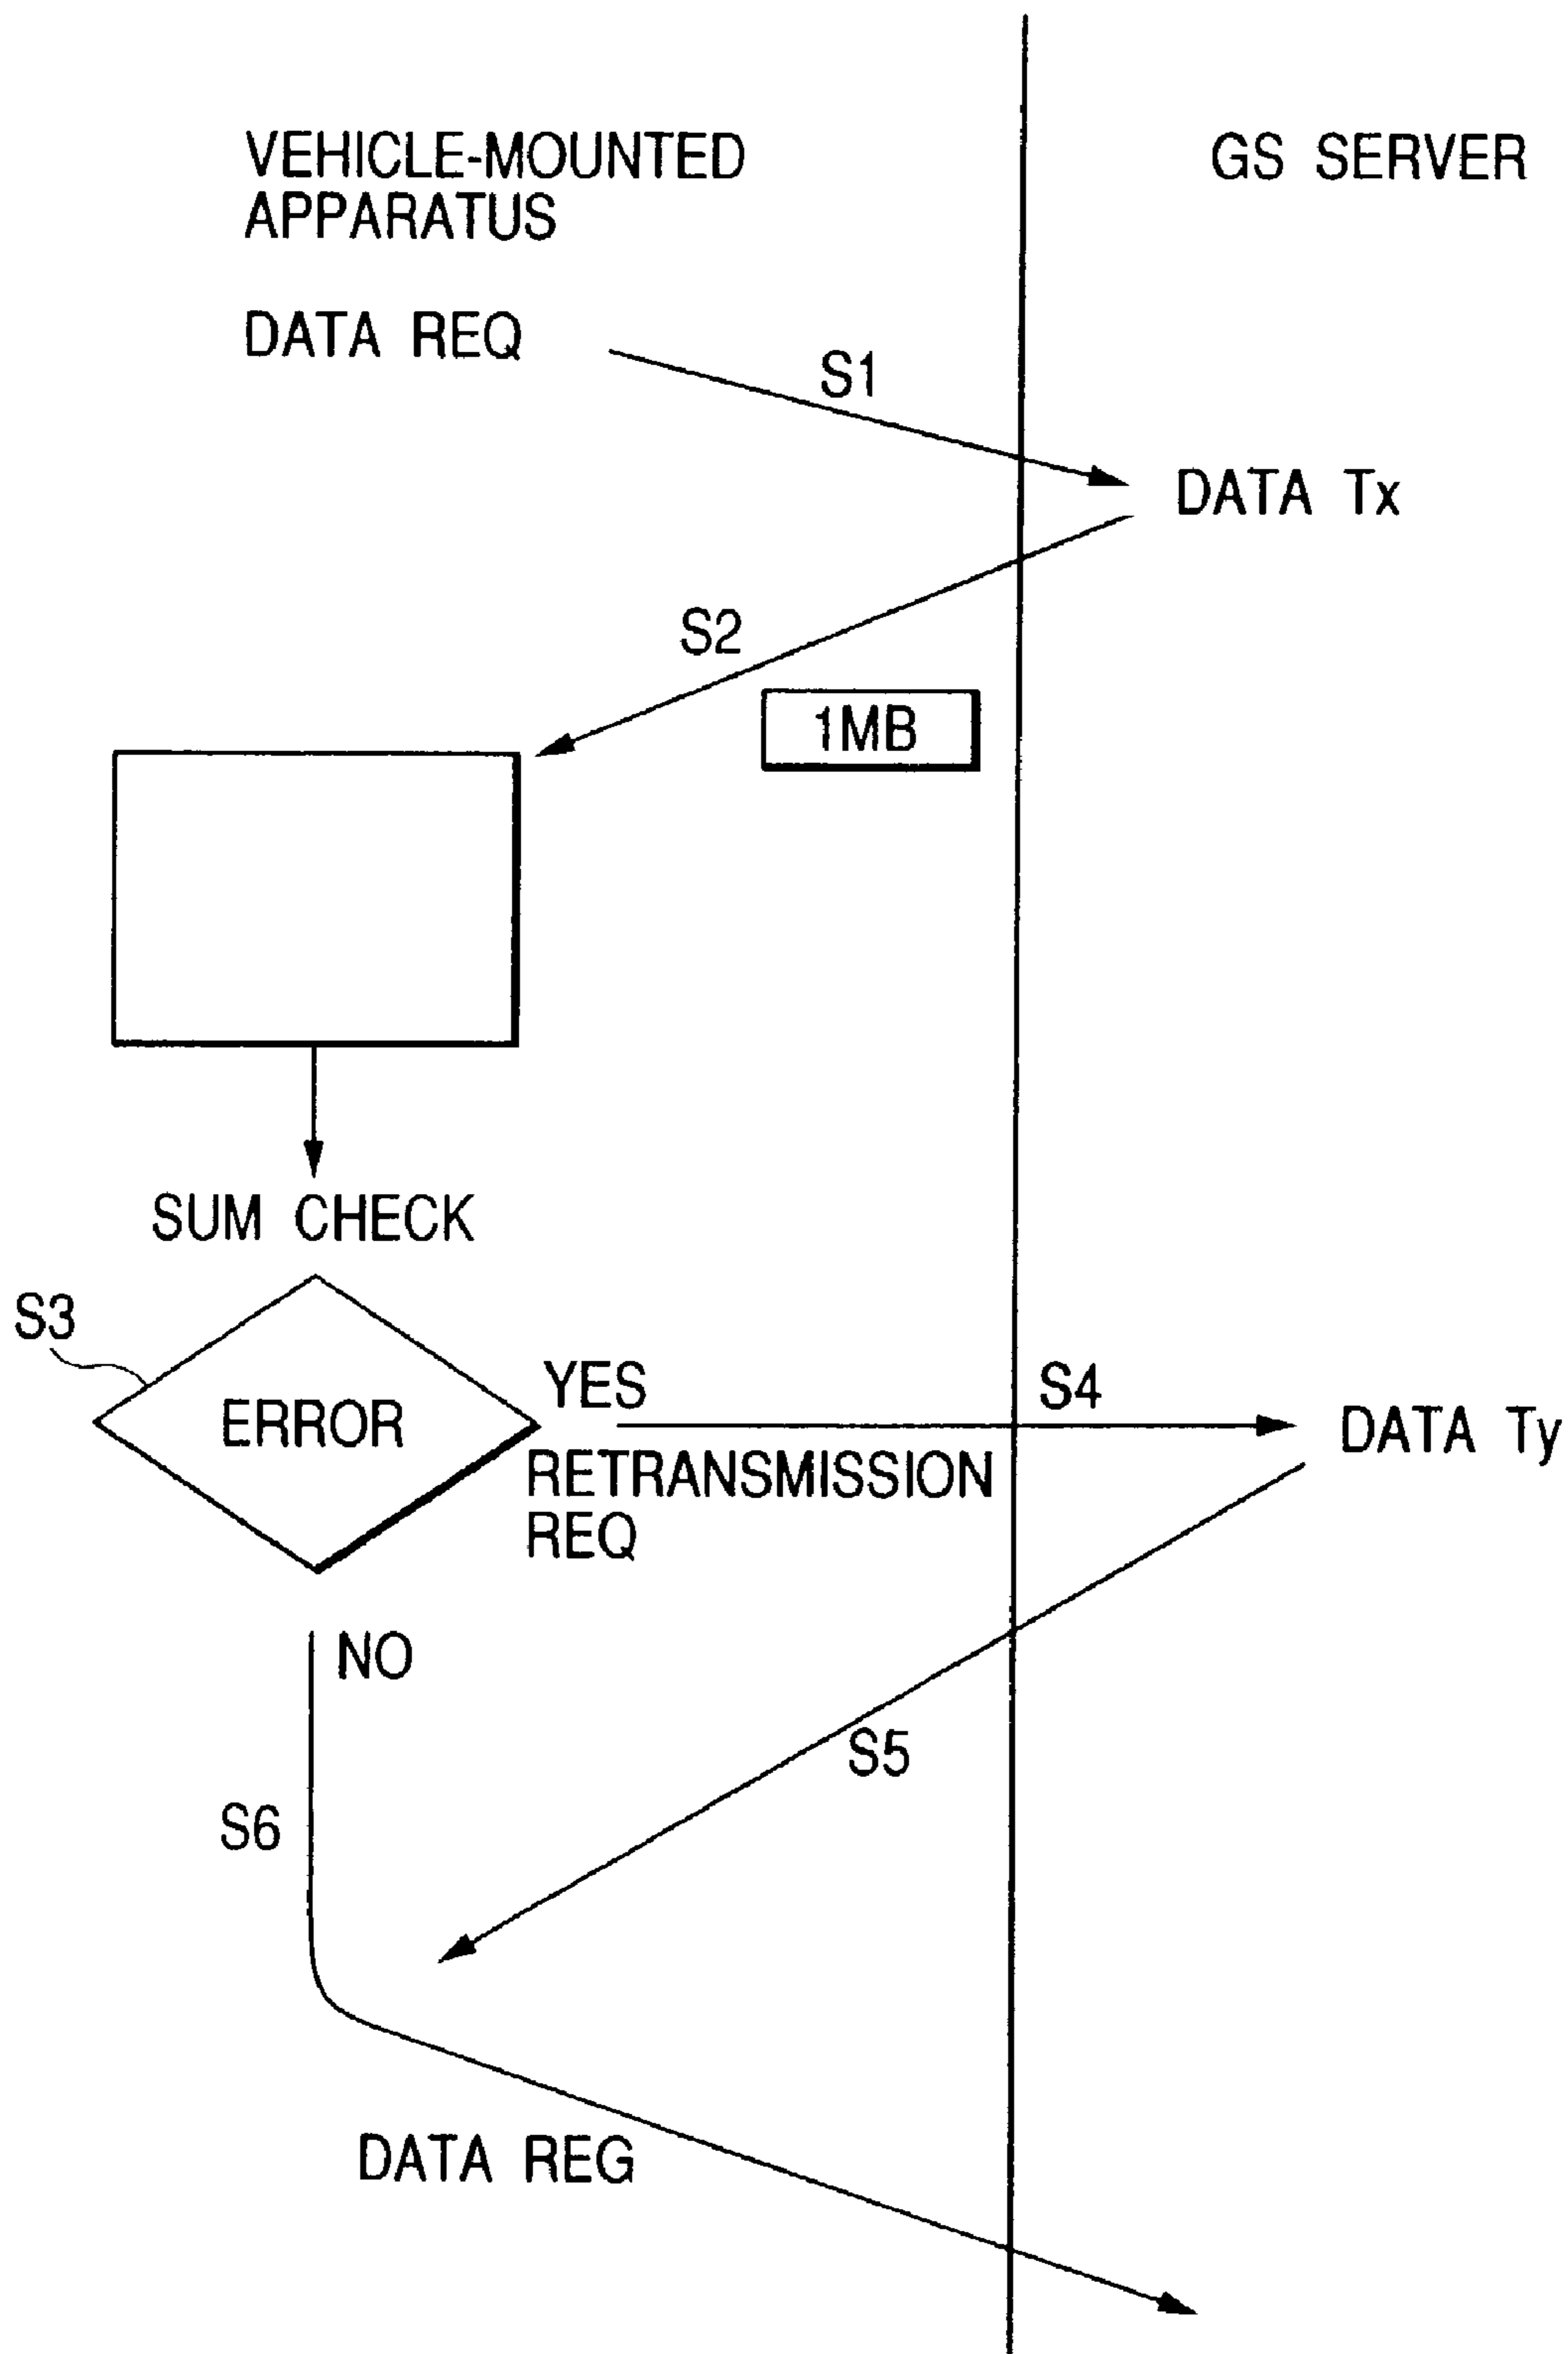 VEHICLE-MOUNTED
APPARATUS
GS SERVER
DATA REQ
S1
DATA Tx
S2
1MB
SUM CHECK
S3
ERROR
YES
S4
DATA Ty
RETRANSMISSION
REQ
NO
S5
S6
DATA REG